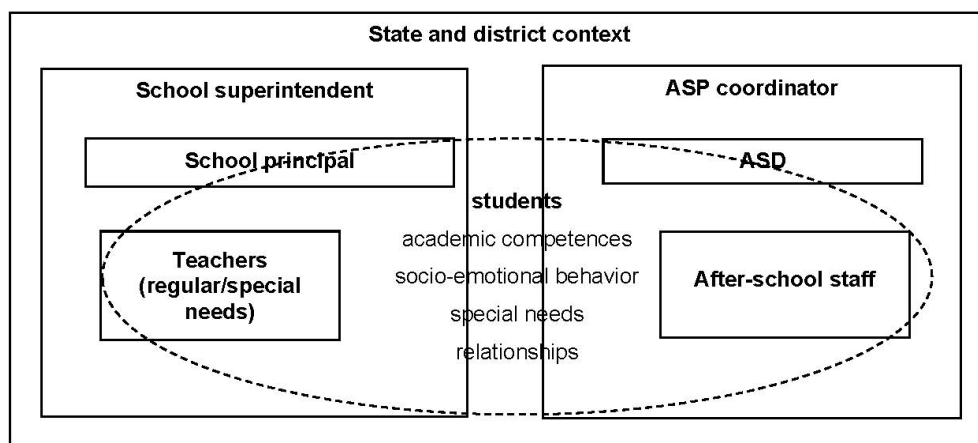 State and district context
School superintendent
ASP coordinator
School principal
ASD
students
academic competences
socio-emotional behavior
special needs
relationships
Teachers
(regular/special
needs)
After-school staff